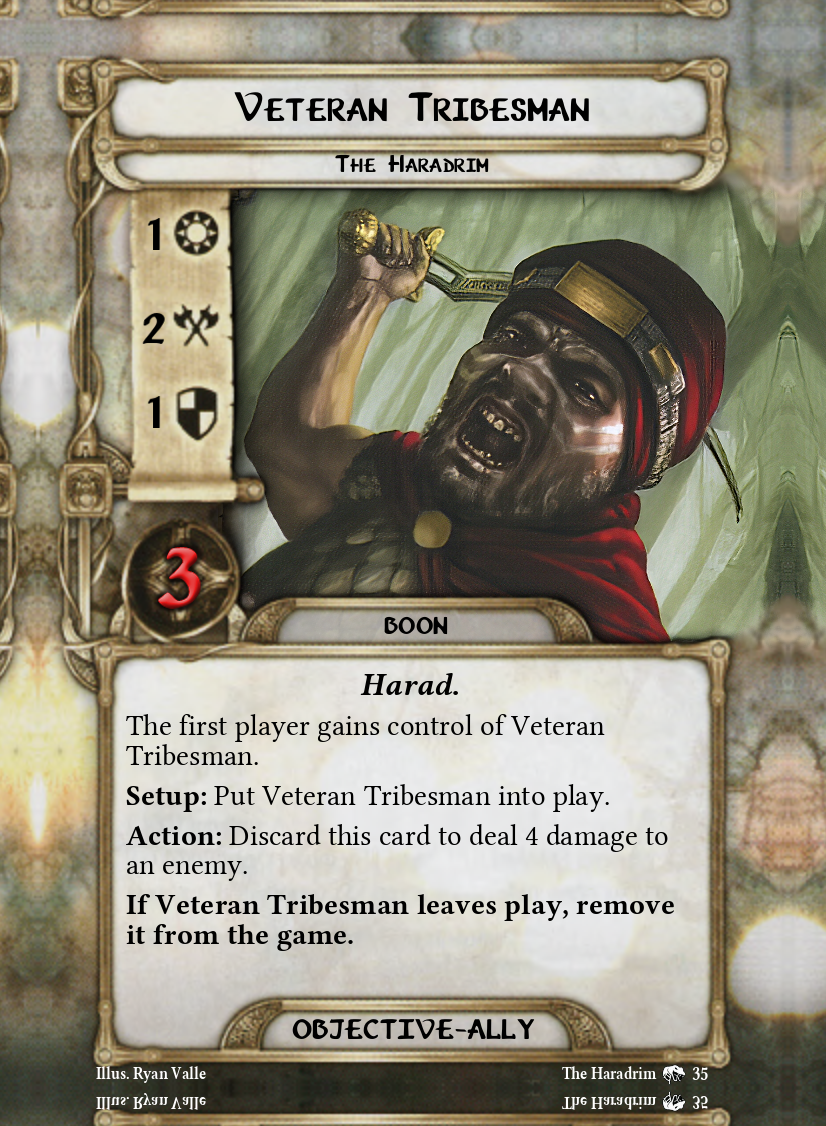 Veteran Tribesman
The Haradrim
1
2
1
3
BOON
Harad.
The first player gains control of Veteran
Tribesman.
Setup: Put Veteran Tribesman into play.
Action: Discard this card to deal 4 damage to
an enemy.
If Veteran Tribesman leaves play, remove
it from the game.
OBJECTIVE-ALLY
Illus. Ryan Valle The Haradrim 35